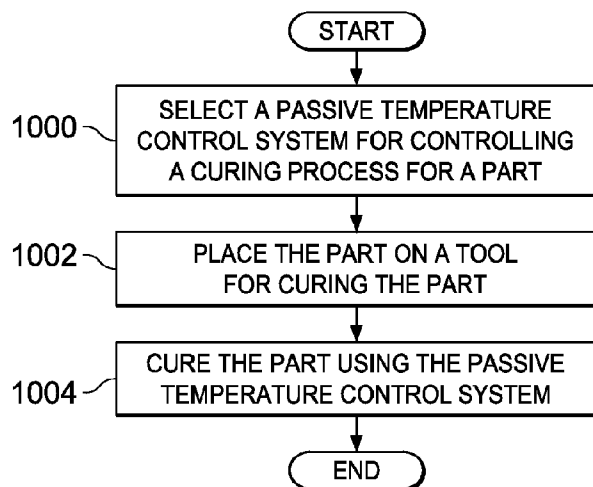 START
1000
SELECT A PASSIVE TEMPERATURE
CONTROL SYSTEM FOR CONTROLLING
A CURING PROCESS FOR A PART
1002
PLACE THE PART ON A TOOL
FOR CURING THE PART
1004
CURE THE PART USING THE PASSIVE
TEMPERATURE CONTROL SYSTEM
END